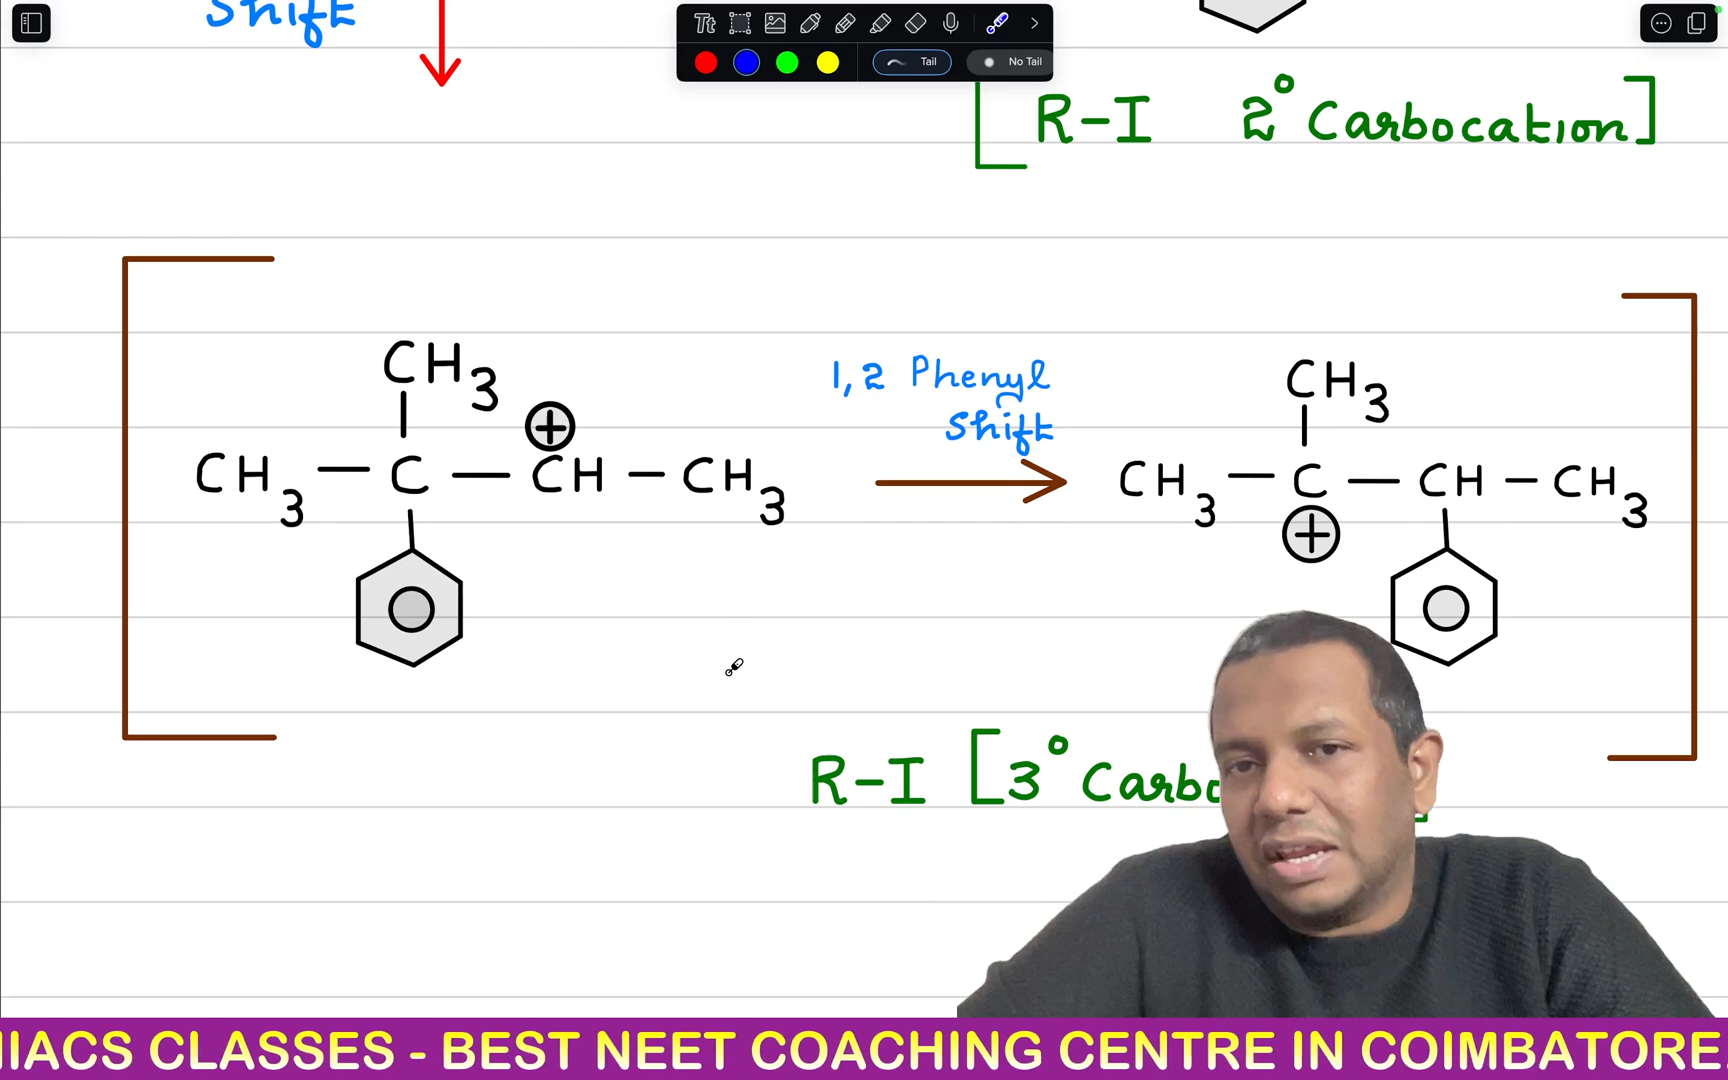 Shift
Tt
Tail
No Tail
[ R-I 2° Carbocation ]
CH3
CH3 — C — CH — CH3
⊕
1,2 Phenyl
Shift
CH3
CH3 — C — CH — CH3
⊕
R-I [ 3° Carbo
IACS CLASSES - BEST NEET COACHING CENTRE IN COIMBATORE